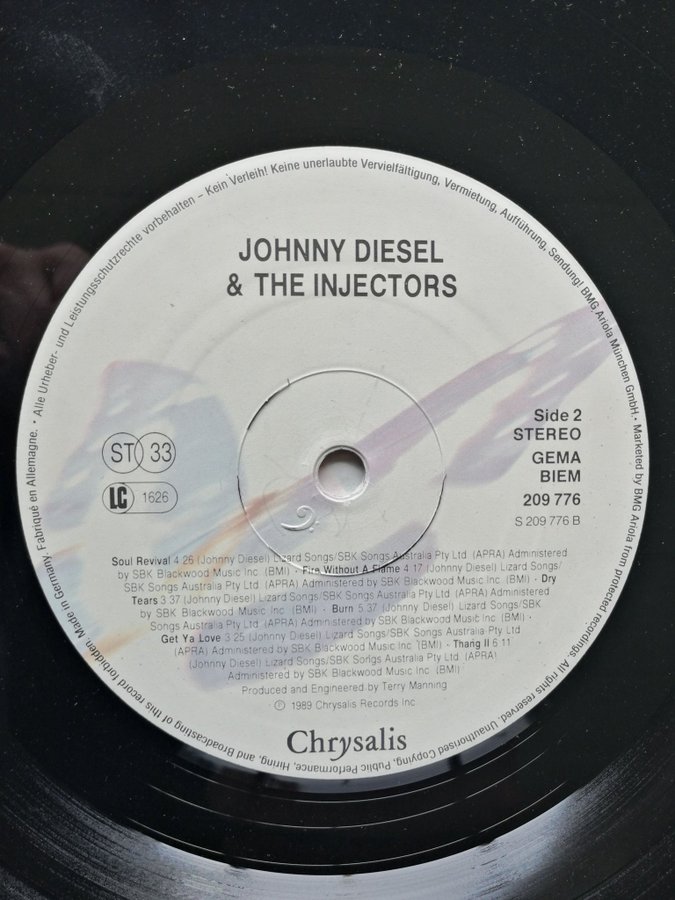 JOHNNY DIESEL
& THE INJECTORS
Side 2
STEREO
GEMA
BIEM
209 776
S 209 776 B
ST 33
LC 1626
Soul Revival 4 26 (Johnny Diesel) Lizard Songs/SBK Songs Australia Pty Ltd (APRA) Administered
by SBK Blackwood Music Inc (BMI) · Fire Without A Flame 4 17 (Johnny Diesel) Lizard Songs/
SBK Songs Australia Pty Ltd (APRA) Administered by SBK Blackwood Music Inc (BMI) · Dry
Tears 3 37 (Johnny Diesel) Lizard Songs/SBK Songs Australia Pty Ltd (APRA) Administered
by SBK Blackwood Music Inc (BMI) · Burn 5 37 (Johnny Diesel) Lizard Songs/SBK
Songs Australia Pty Ltd (APRA) Administered by SBK Blackwood Music Inc (BMI) ·
Get Ya Love 3 25 (Johnny Diesel) Lizard Songs/SBK Songs Australia Pty Ltd
(APRA) Administered by SBK Blackwood Music Inc (BMI) · Thang II 6 11
(Johnny Diesel) Lizard Songs/SBK Songs Australia Pty Ltd (APRA)
Administered by SBK Blackwood Music Inc (BMI)
Produced and Engineered by Terry Manning
℗ 1989 Chrysalis Records Inc
Chrysalis
Made in Germany. Fabriqué en Allemagne. • Alle Urheber- und Leistungsschutzrechte vorbehalten – Kein Verleih! Keine unerlaubte Vervielfältigung, Vermietung, Aufführung, Sendung! BMG Ariola München GmbH. • Marketed by BMG Ariola from protected recordings. All rights reserved. Unauthorised Copying, Public Performance, Hiring, and Broadcasting of this record forbidden.